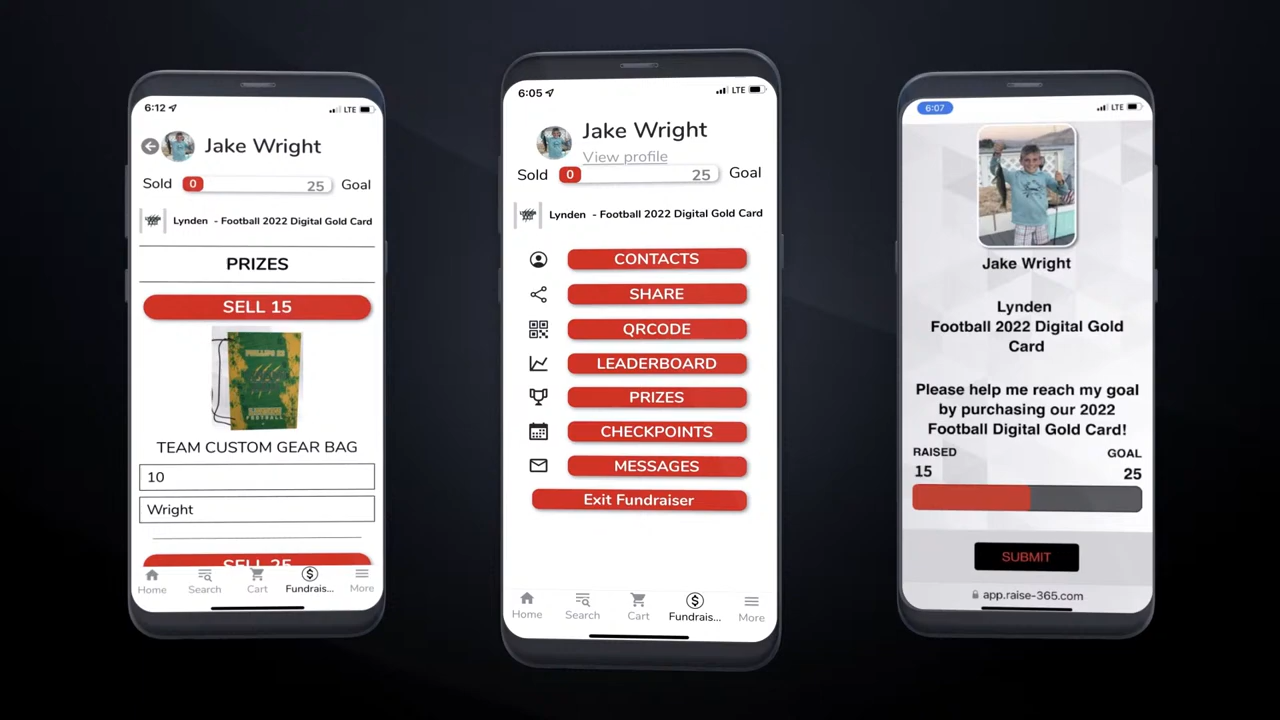 6:12
LTE
Jake Wright
Sold 0 25 Goal
Lynden - Football 2022 Digital Gold Card
PRIZES
SELL 15
TEAM CUSTOM GEAR BAG
10
Wright
SELL 25
Home Search Cart Fundrais... More
6:05
LTE
Jake Wright
View profile
Sold 0 25 Goal
Lynden - Football 2022 Digital Gold Card
CONTACTS
SHARE
QRCODE
LEADERBOARD
PRIZES
CHECKPOINTS
MESSAGES
Exit Fundraiser
Home Search Cart Fundrais... More
6:07
LTE
Jake Wright
Lynden
Football 2022 Digital Gold
Card
Please help me reach my goal
by purchasing our 2022
Football Digital Gold Card!
RAISED GOAL
15 25
SUBMIT
app.raise-365.com